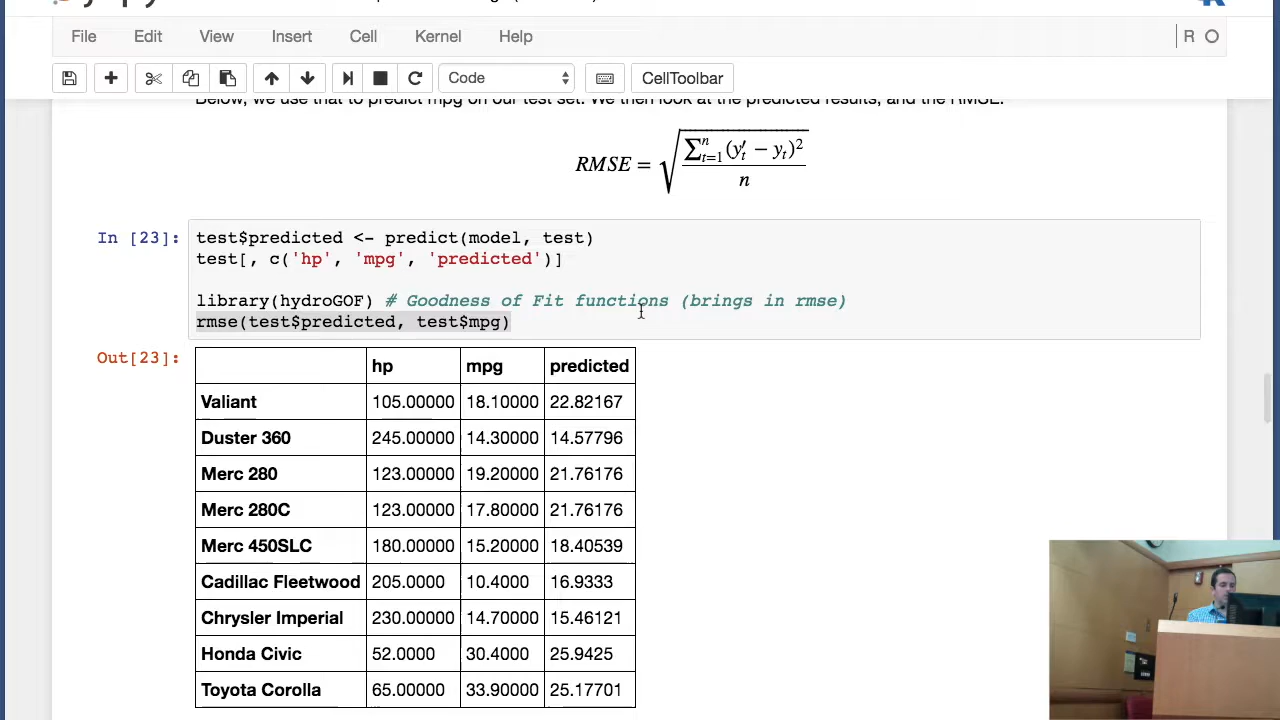 File Edit View Insert Cell Kernel Help R
Code CellToolbar
Below, we use that to predict mpg on our test set. We then look at the predicted results, and the RMSE.
RMSE = √(∑ⁿₜ₌₁(y′ₜ − yₜ)² / n)
In [23]: test$predicted <- predict(model, test)
test[, c('hp', 'mpg', 'predicted')]
library(hydroGOF) # Goodness of Fit functions (brings in rmse)
rmse(test$predicted, test$mpg)
Out[23]:
hp mpg predicted
Valiant 105.00000 18.10000 22.82167
Duster 360 245.00000 14.30000 14.57796
Merc 280 123.00000 19.20000 21.76176
Merc 280C 123.00000 17.80000 21.76176
Merc 450SLC 180.00000 15.20000 18.40539
Cadillac Fleetwood 205.0000 10.4000 16.9333
Chrysler Imperial 230.00000 14.70000 15.46121
Honda Civic 52.0000 30.4000 25.9425
Toyota Corolla 65.00000 33.90000 25.17701